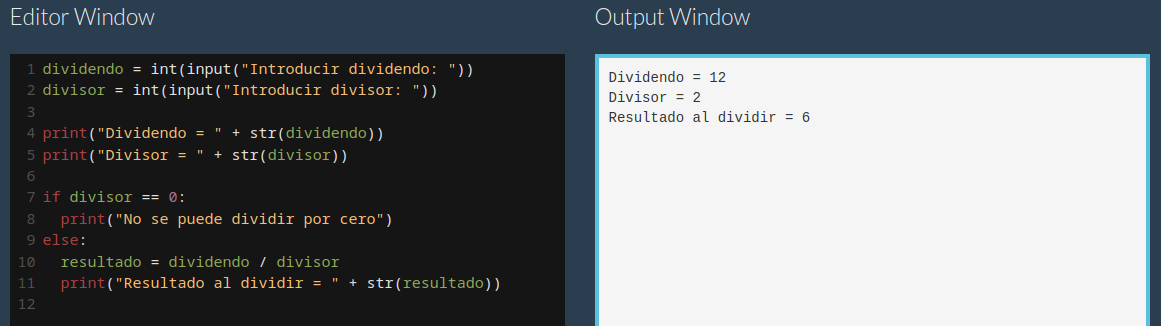 Editor Window
1 dividendo = int(input("Introducir dividendo: "))
2 divisor = int(input("Introducir divisor: "))
3
4 print("Dividendo = " + str(dividendo))
5 print("Divisor = " + str(divisor))
6
7 if divisor == 0:
8   print("No se puede dividir por cero")
9 else:
10   resultado = dividendo / divisor
11   print("Resultado al dividir = " + str(resultado))
12
Output Window
Dividendo = 12
Divisor = 2
Resultado al dividir = 6